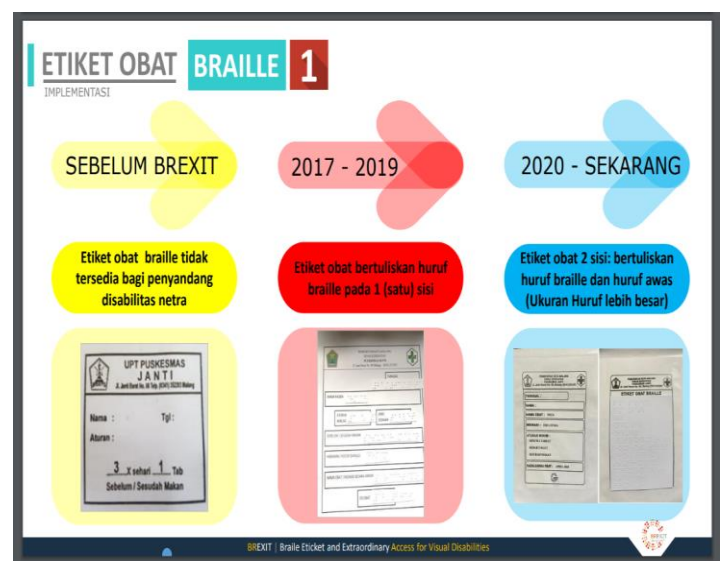 ETIKET OBAT BRAILLE 1
IMPLEMENTASI
SEBELUM BREXIT
2017 - 2019
2020 - SEKARANG
Etiket obat braille tidak
tersedia bagi penyandang
disabilitas netra
Etiket obat bertuliskan huruf
braille pada 1 (satu) sisi
Etiket obat 2 sisi: bertuliskan
huruf braille dan huruf awas
(Ukuran Huruf lebih besar)
UPT PUSKESMAS
JANTI
Nama : Tgl :
Aturan :
3 X sehari 1 Tab
Sebelum / Sesudah Makan
ETIKET OBAT BRAILLE
BREXIT | Braile Eticket and Extraordinary Access for Visual Disabilities
BREXIT